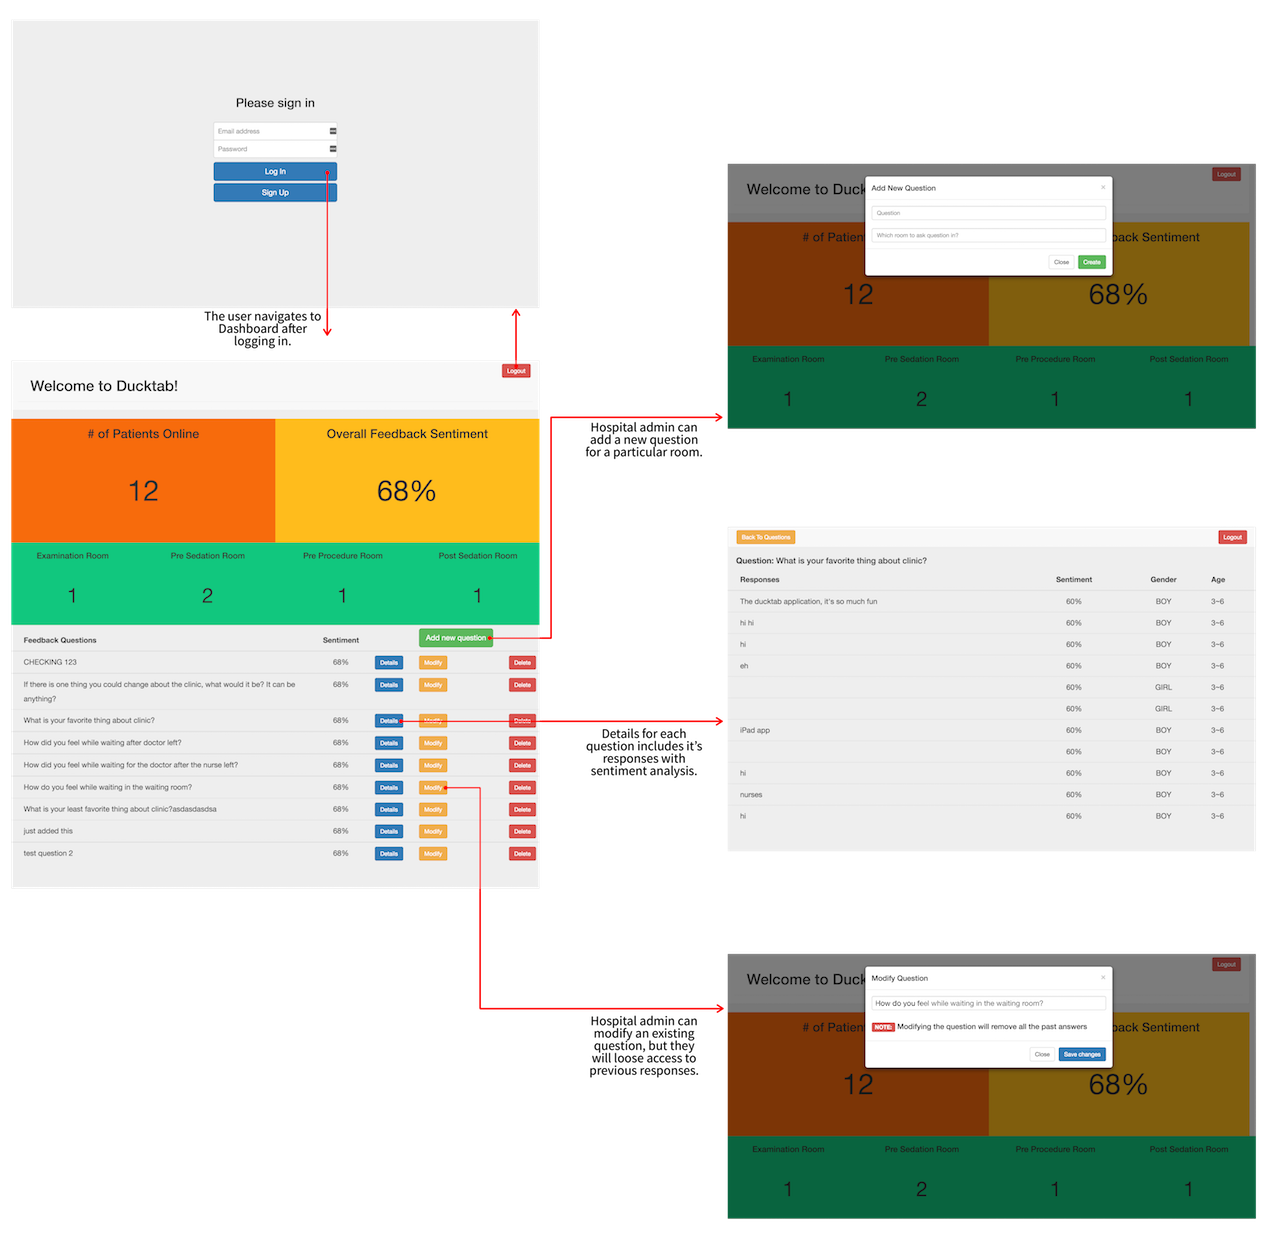 Please sign in
Email address
Password
Log In
Sign Up
The user navigates to
Dashboard after
logging in.
Logout
Welcome to Ducktab!
# of Patients Online
Overall Feedback Sentiment
12
68%
Examination Room
Pre Sedation Room
Pre Procedure Room
Post Sedation Room
1
2
1
1
Feedback Questions
Sentiment
Add new question
CHECKING 123 68% Details Modify Delete
If there is one thing you could change about the clinic, what would it be? It can be 68% Details Modify Delete
anything?
What is your favorite thing about clinic? 68% Details Modify Delete
How did you feel while waiting after doctor left? 68% Details Modify Delete
How did you feel while waiting for the doctor after the nurse left? 68% Details Modify Delete
How do you feel while waiting in the waiting room? 68% Details Modify Delete
What is your least favorite thing about clinic?asdasdasdsa 68% Details Modify Delete
just added this 68% Details Modify Delete
test question 2 68% Details Modify Delete
Logout
Welcome to Duck
Add New Question
×
Question
Which room to ask question in?
Close
Create
# of Patien
back Sentiment
12
68%
Examination Room
Pre Sedation Room
Pre Procedure Room
Post Sedation Room
1
2
1
1
Hospital admin can
add a new question
for a particular room.
Back To Questions
Logout
Question: What is your favorite thing about clinic?
Responses Sentiment Gender Age
The ducktab application, it's so much fun 60% BOY 3-6
hi hi 60% BOY 3-6
hi 60% BOY 3-6
eh 60% BOY 3-6
60% GIRL 3-6
60% GIRL 3-6
iPad app 60% BOY 3-6
60% BOY 3-6
hi 60% BOY 3-6
nurses 60% BOY 3-6
hi 60% BOY 3-6
Details for each
question includes it's
responses with
sentiment analysis.
Logout
Welcome to Duck
Modify Question
×
How do you feel while waiting in the waiting room?
NOTE: Modifying the question will remove all the past answers
Close
Save changes
# of Patien
back Sentiment
12
68%
Examination Room
Pre Sedation Room
Pre Procedure Room
Post Sedation Room
1
2
1
1
Hospital admin can
modify an existing
question, but they
will loose access to
previous responses.